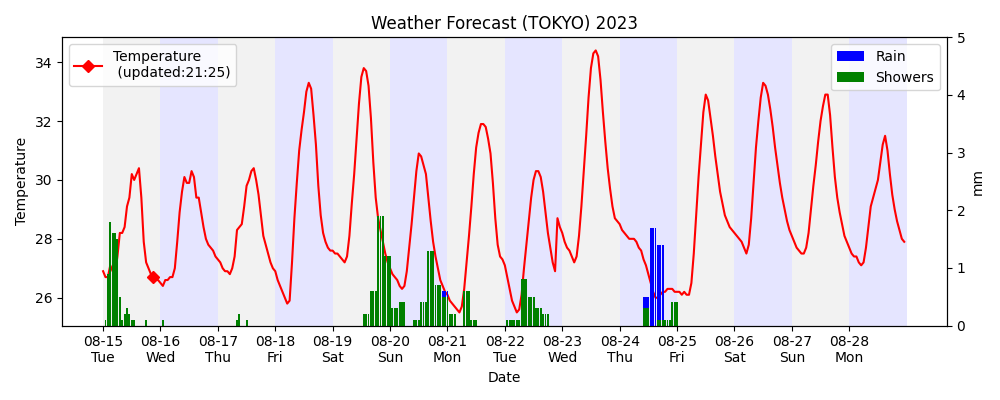 Weather Forecast (TOKYO) 2023
Temperature
(updated:21:25)
Rain
Showers
Temperature
34
32
30
28
26
5
4
3
2
1
0
mm
08-15 08-16 08-17 08-18 08-19 08-20 08-21 08-22 08-23 08-24 08-25 08-26 08-27 08-28
Tue Wed Thu Fri Sat Sun Mon Tue Wed Thu Fri Sat Sun Mon
Date